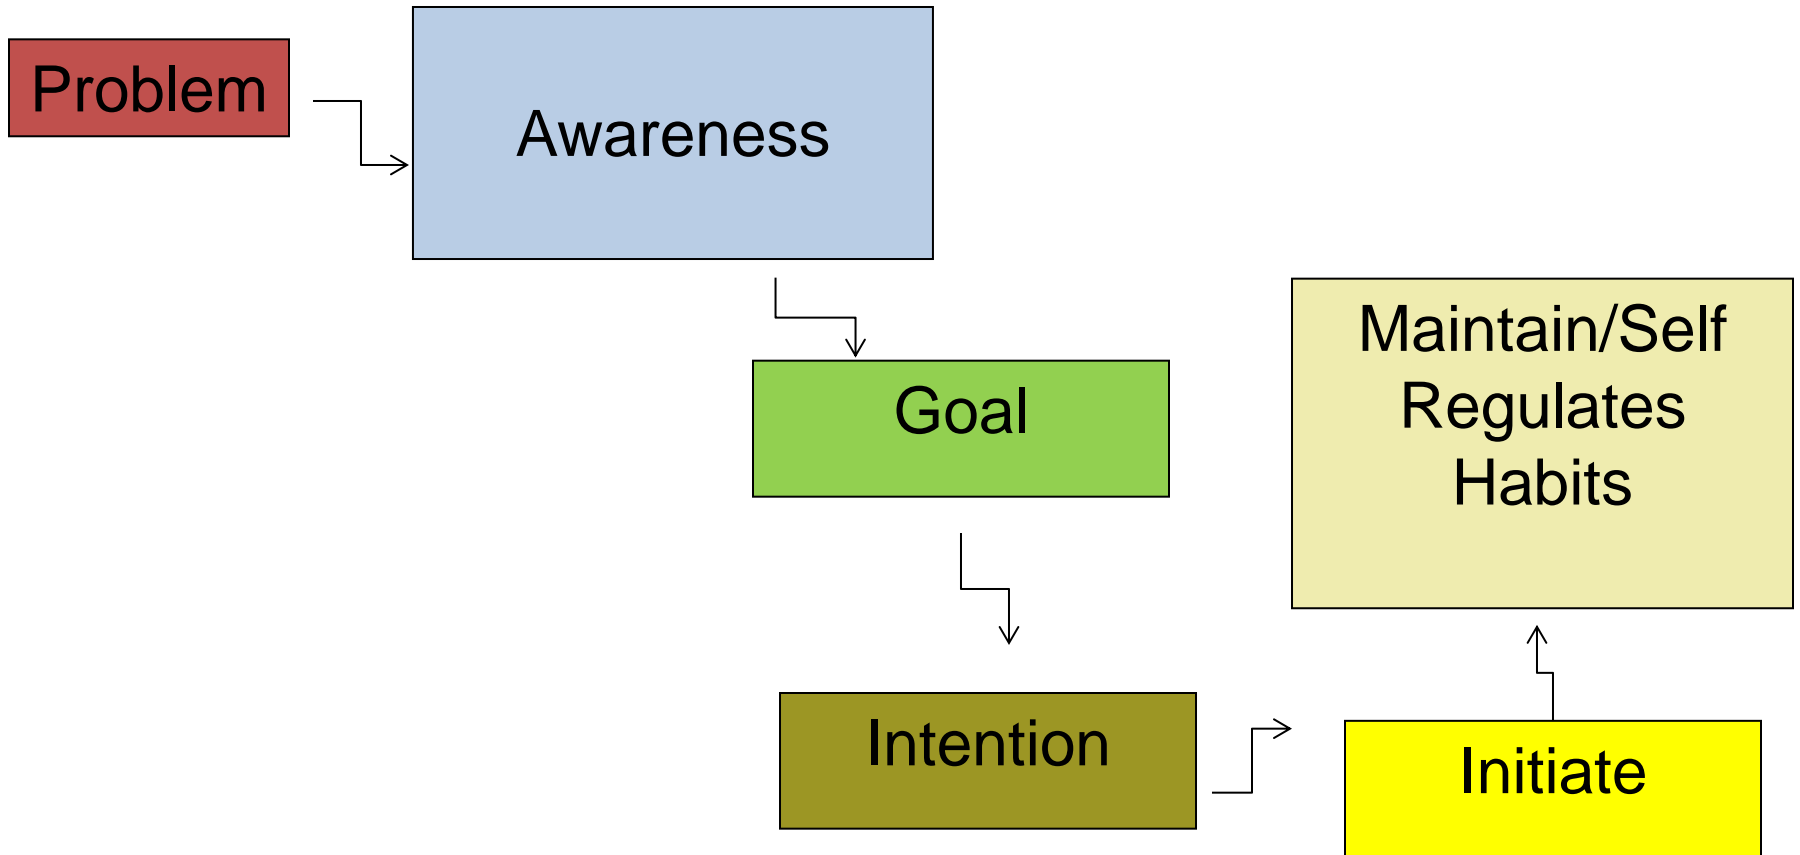 Problem
Awareness
Goal
Intention
Initiate
Maintain/Self
Regulates
Habits